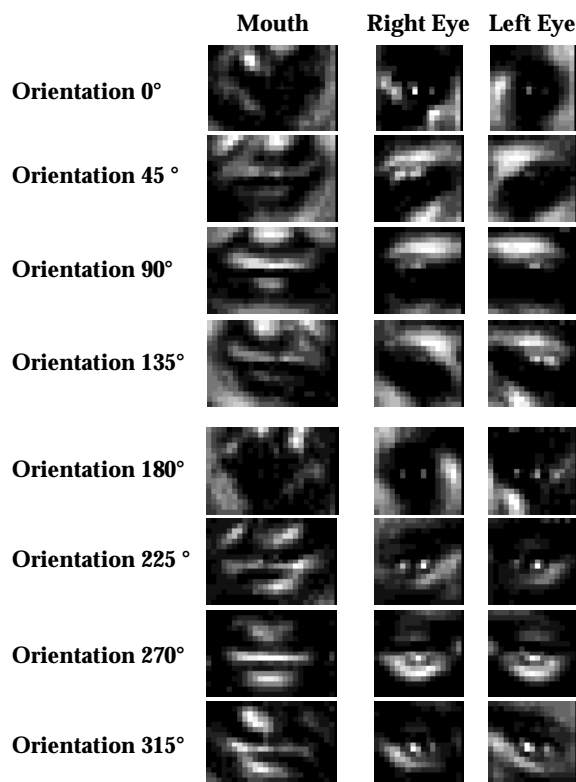 Mouth Right Eye Left Eye
Orientation 0°
Orientation 45 °
Orientation 90°
Orientation 135°
Orientation 180°
Orientation 225 °
Orientation 270°
Orientation 315°